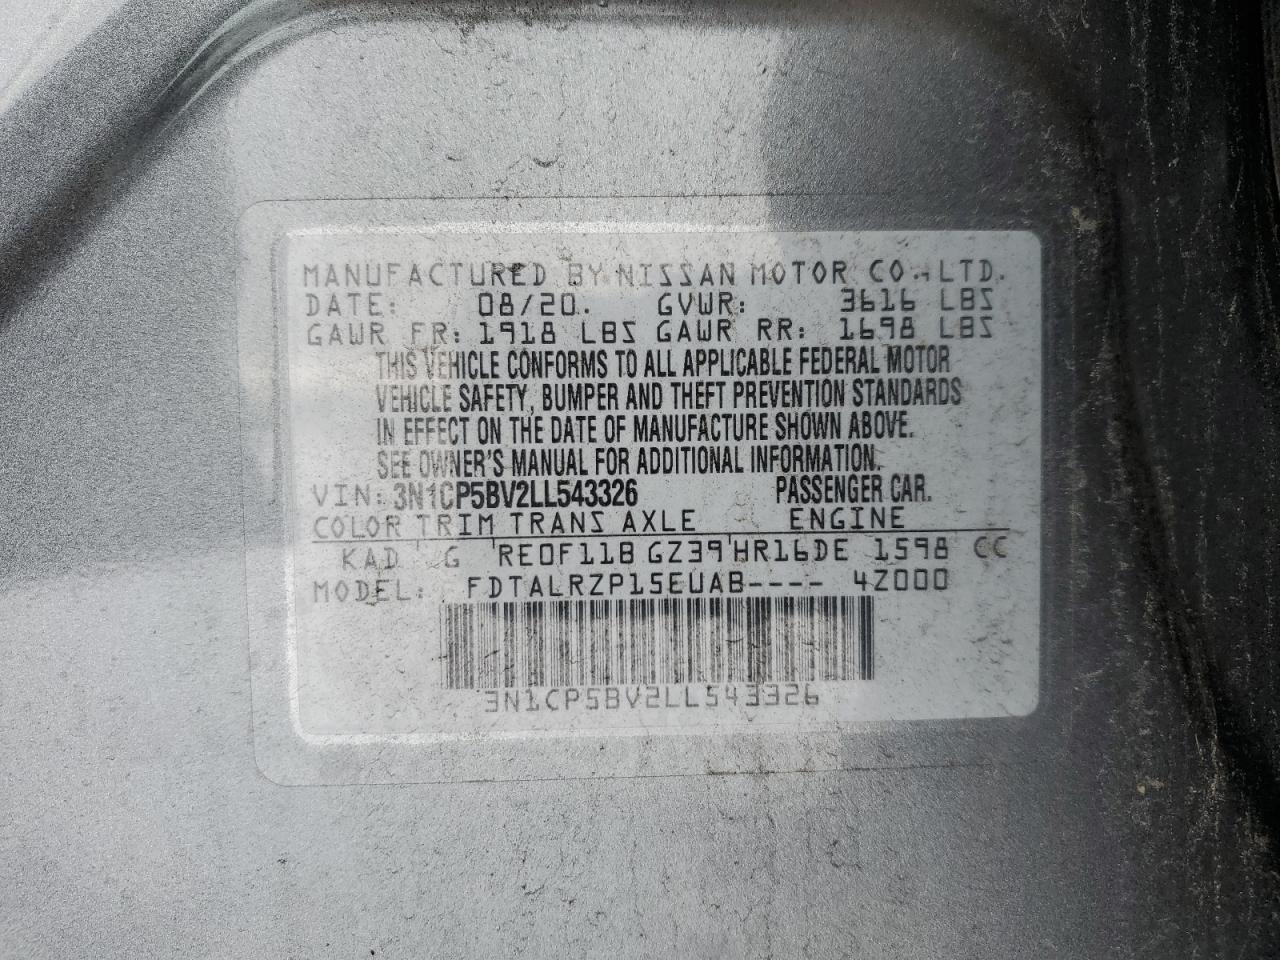 MANUFACTURED BY NISSAN MOTOR CO., LTD.
DATE: 08/20. GVWR: 3616 LBS
GAWR FR: 1918 LBS GAWR RR: 1698 LBS
THIS VEHICLE CONFORMS TO ALL APPLICABLE FEDERAL MOTOR
VEHICLE SAFETY, BUMPER AND THEFT PREVENTION STANDARDS
IN EFFECT ON THE DATE OF MANUFACTURE SHOWN ABOVE.
SEE OWNER'S MANUAL FOR ADDITIONAL INFORMATION.
VIN: 3N1CP5BV2LL543326 PASSENGER CAR.
COLOR TRIM TRANS AXLE ENGINE
KAD G RE0F11B GZ39 HR16DE 1598 CC
MODEL: FDTALRZP15EUAB---- 4Z000
3N1CP5BV2LL543326